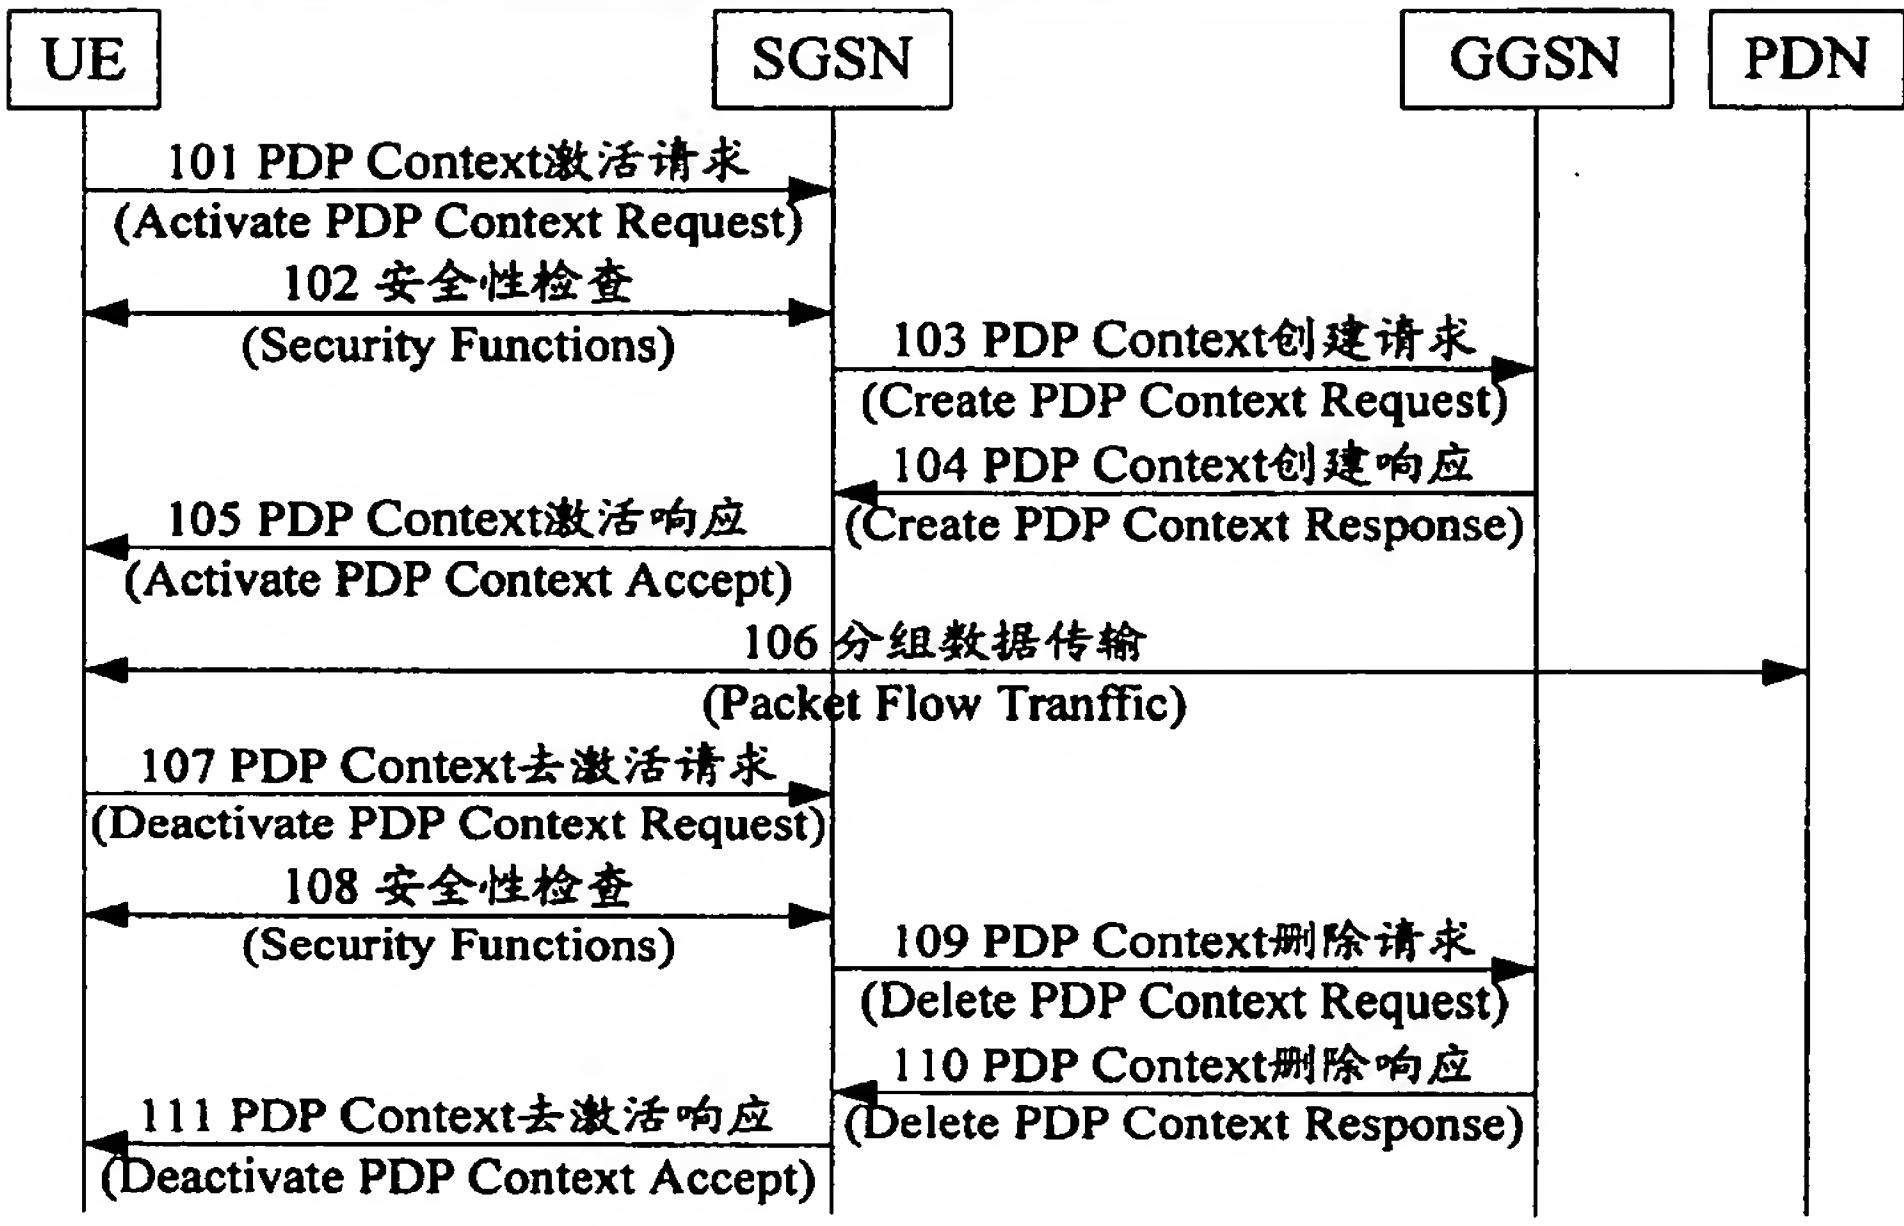 UE
SGSN
GGSN
PDN
101 PDP Context激活请求
(Activate PDP Context Request)
102 安全性检查
(Security Functions)
103 PDP Context创建请求
(Create PDP Context Request)
104 PDP Context创建响应
(Create PDP Context Response)
105 PDP Context激活响应
(Activate PDP Context Accept)
106 分组数据传输
(Packet Flow Tranffic)
107 PDP Context去激活请求
(Deactivate PDP Context Request)
108 安全性检查
(Security Functions)
109 PDP Context删除请求
(Delete PDP Context Request)
110 PDP Context删除响应
(Delete PDP Context Response)
111 PDP Context去激活响应
(Deactivate PDP Context Accept)